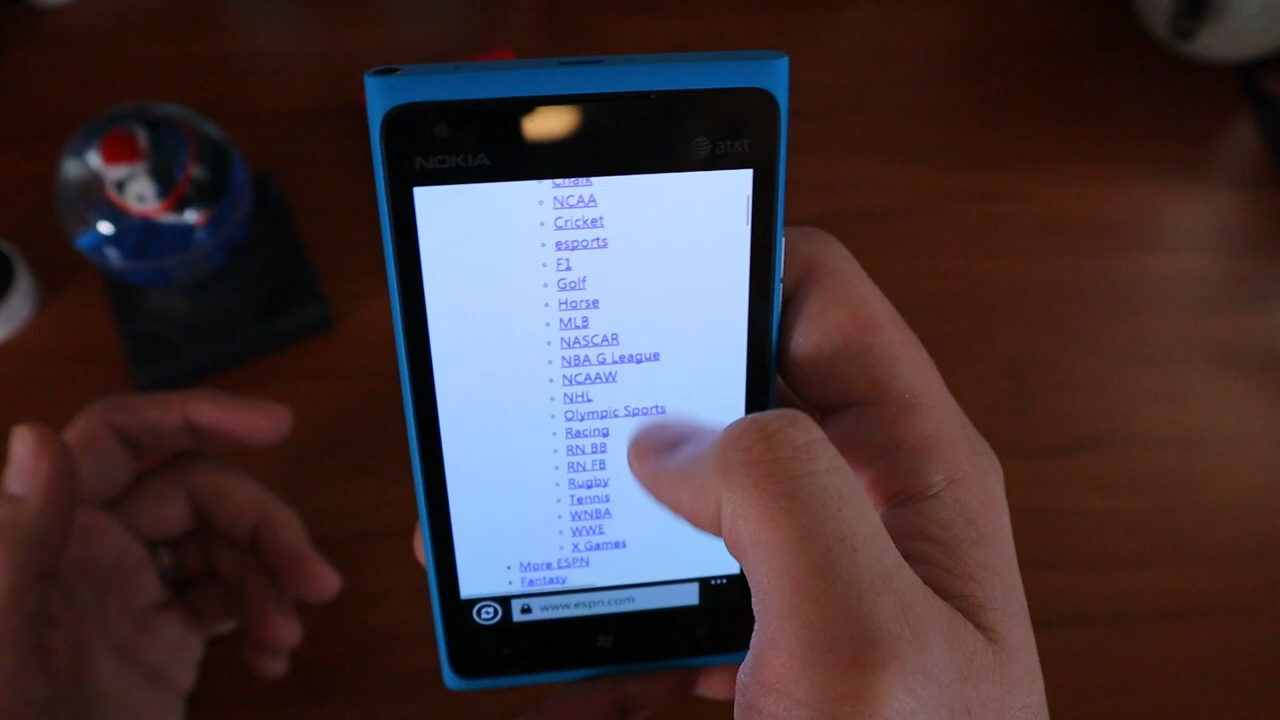 NOKIA
at&t
Chalk
NCAA
Cricket
esports
F1
Golf
Horse
MLB
NASCAR
NBA G League
NCAAW
NHL
Olympic Sports
Racing
RN BB
RN FB
Rugby
Tennis
WNBA
WWE
X Games
More ESPN
Fantasy
www.espn.com